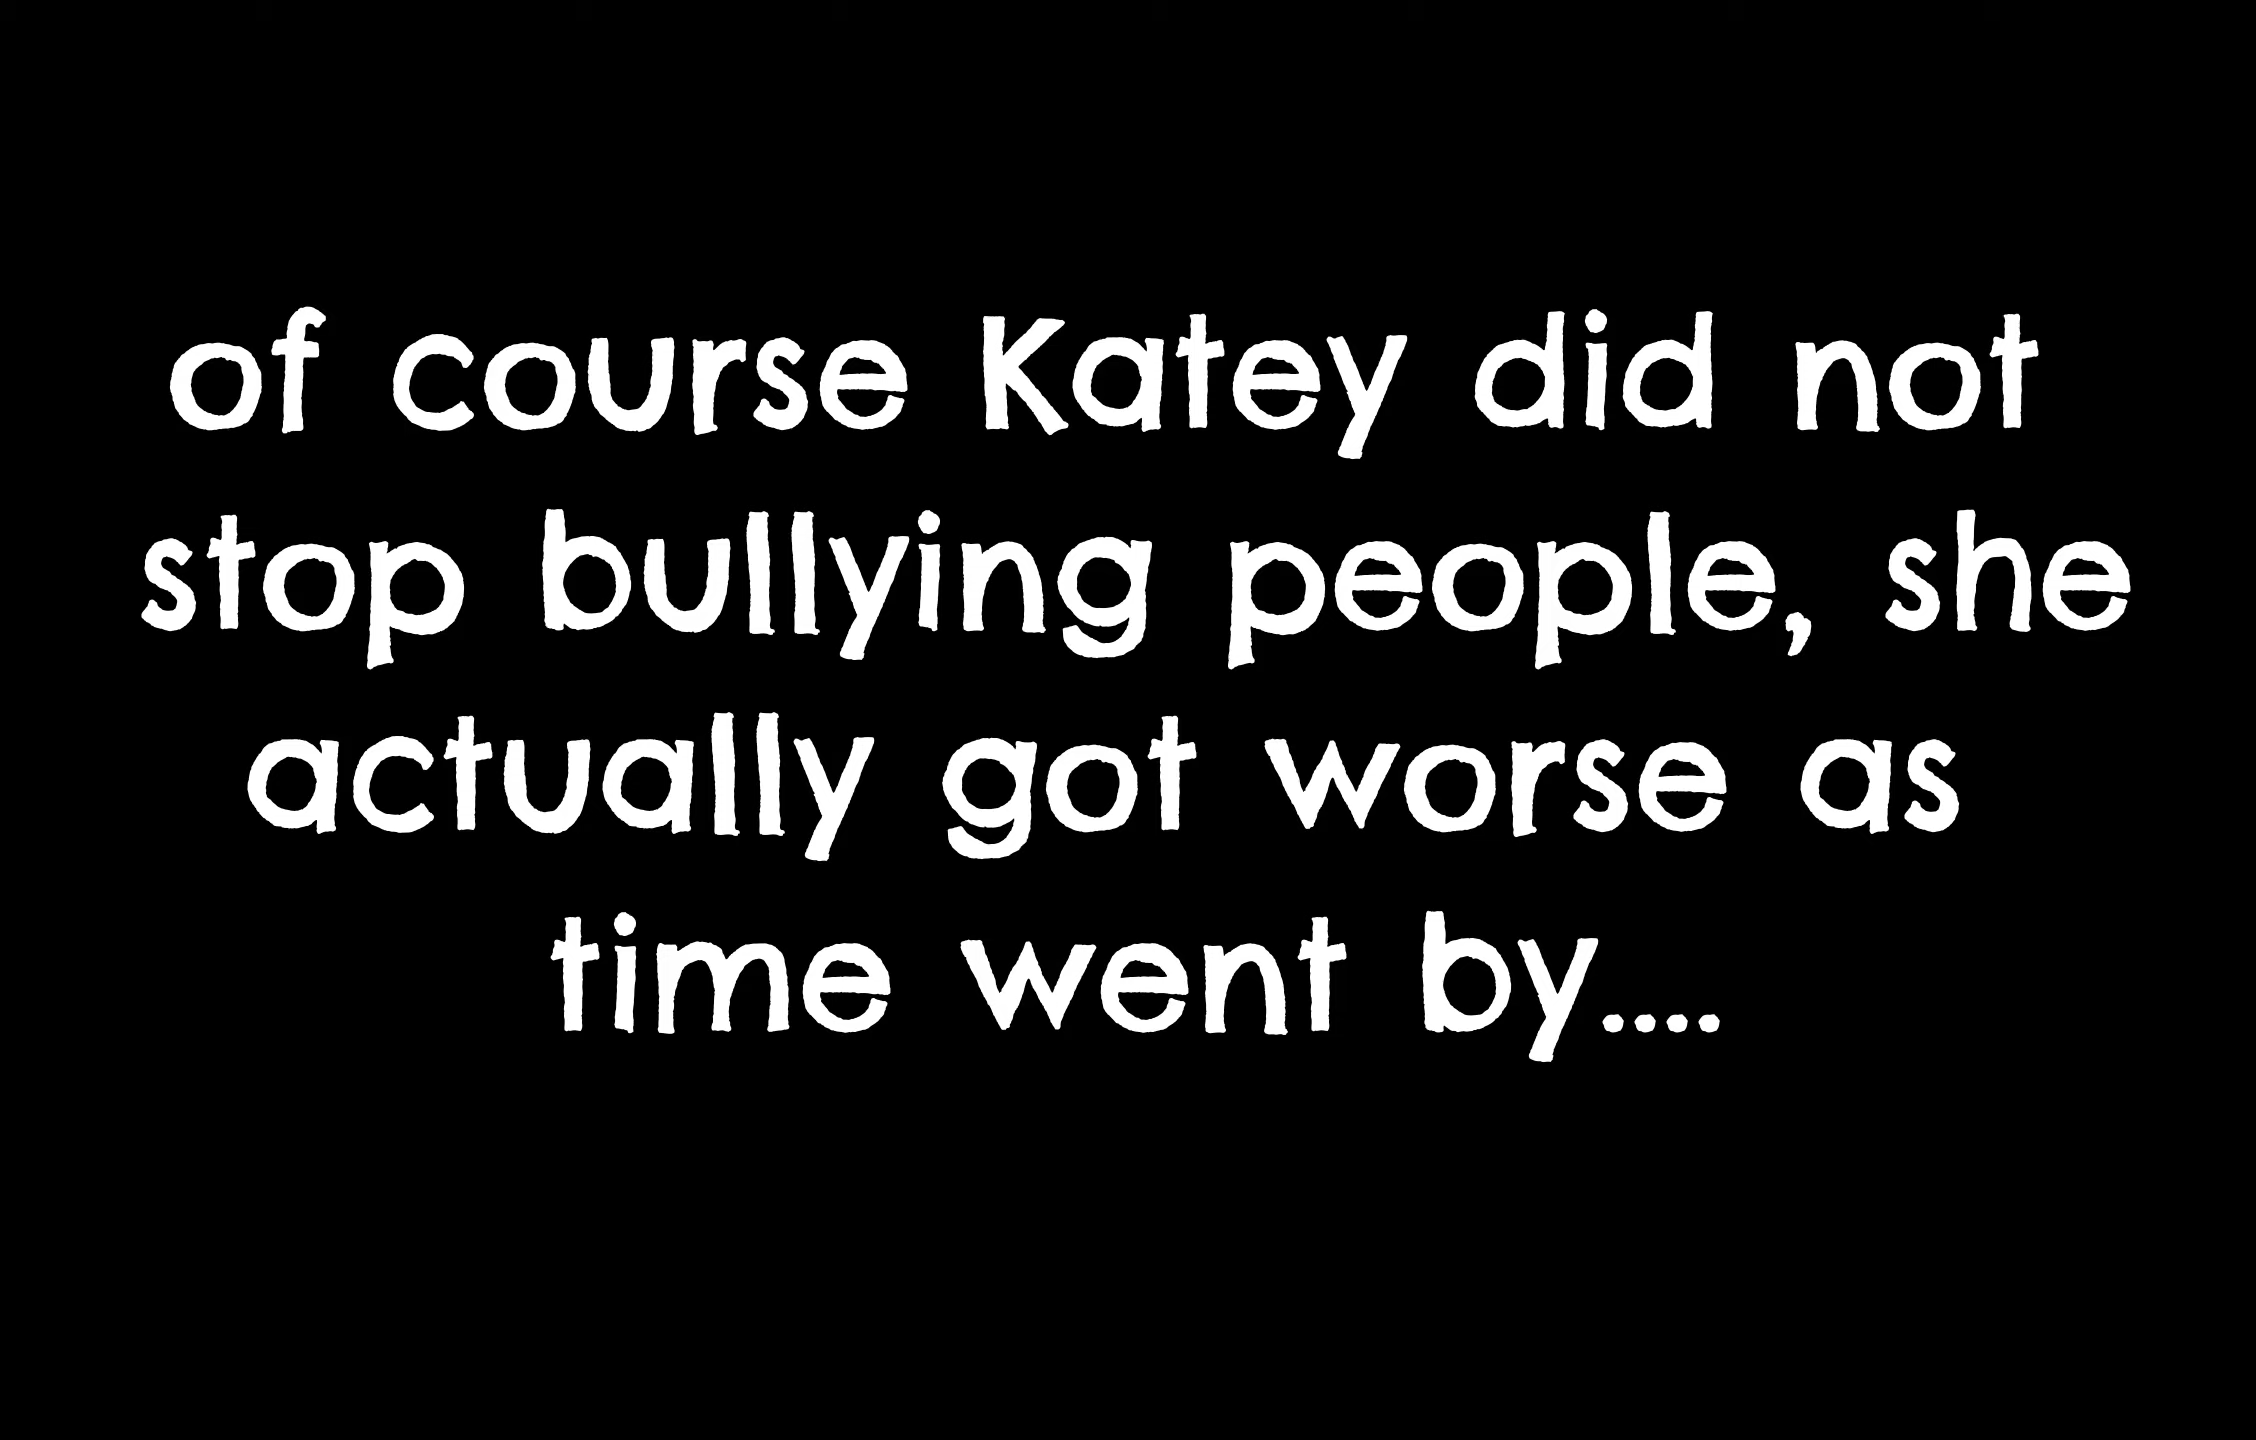 of course Katey did not
stop bullying people, she
actually got worse as
time went by....